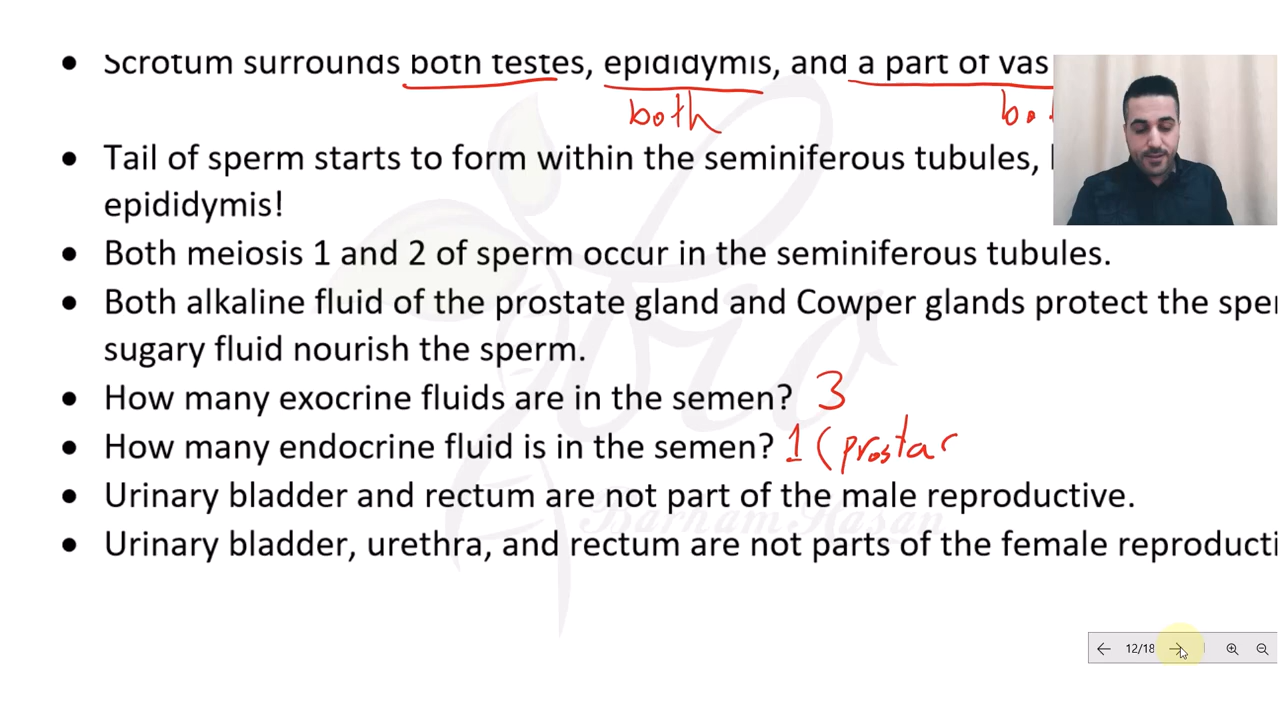 • Scrotum surrounds both testes, epididymis, and a part of vas
both
• Tail of sperm starts to form within the seminiferous tubules,
epididymis!
• Both meiosis 1 and 2 of sperm occur in the seminiferous tubules.
• Both alkaline fluid of the prostate gland and Cowper glands protect the
sugary fluid nourish the sperm.
• How many exocrine fluids are in the semen? 3
• How many endocrine fluid is in the semen? 1 (prosta
• Urinary bladder and rectum are not part of the male reproductive.
Barham Hasan
• Urinary bladder, urethra, and rectum are not parts of the female
bio
12/18